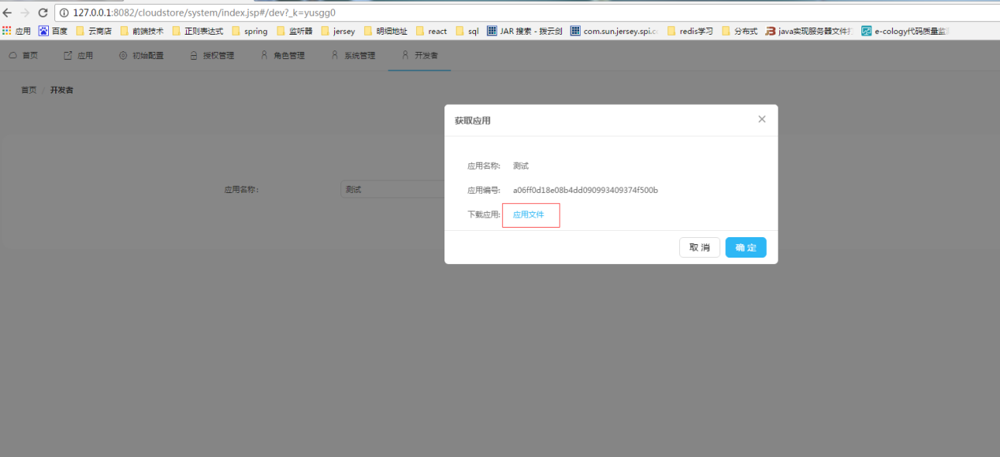 127.0.0.1:8082/cloudstore/system/index.jsp#/dev?_k=yusgg0
应用 百度 云商店 前端技术 正则表达式 spring 监听器 jersey 明细地址 react sql JAR 搜索 - 拨云剑 com.sun.jersey.spi.c redis学习 分布式 java实现服务器文件打 e-cology代码质量监
首页 应用 初始配置 授权管理 角色管理 系统管理 开发者
首页 / 开发者
获取应用
应用名称: 测试
应用名称: 测试
应用编号: a06ff0d18e08b4dd090993409374f500b
下载应用: 应用文件
取 消 确 定